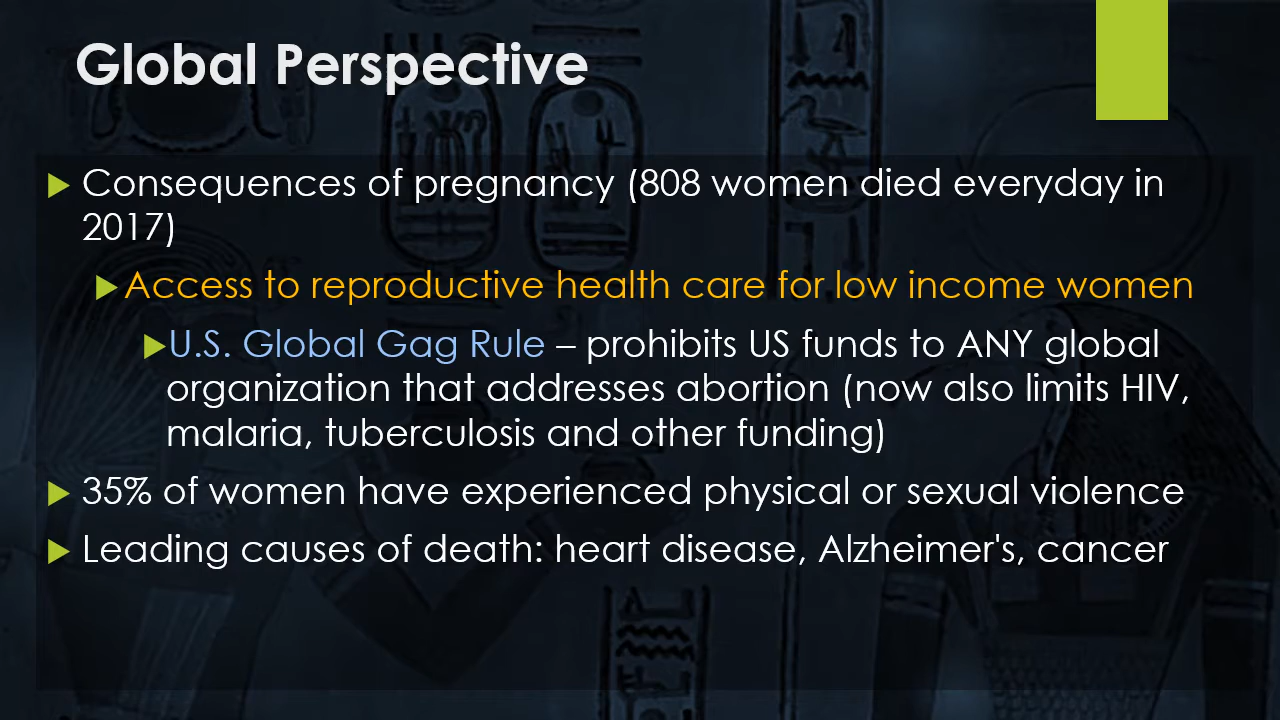 Global Perspective
Consequences of pregnancy (808 women died everyday in
2017)
Access to reproductive health care for low income women
U.S. Global Gag Rule – prohibits US funds to ANY global
organization that addresses abortion (now also limits HIV,
malaria, tuberculosis and other funding)
35% of women have experienced physical or sexual violence
Leading causes of death: heart disease, Alzheimer's, cancer